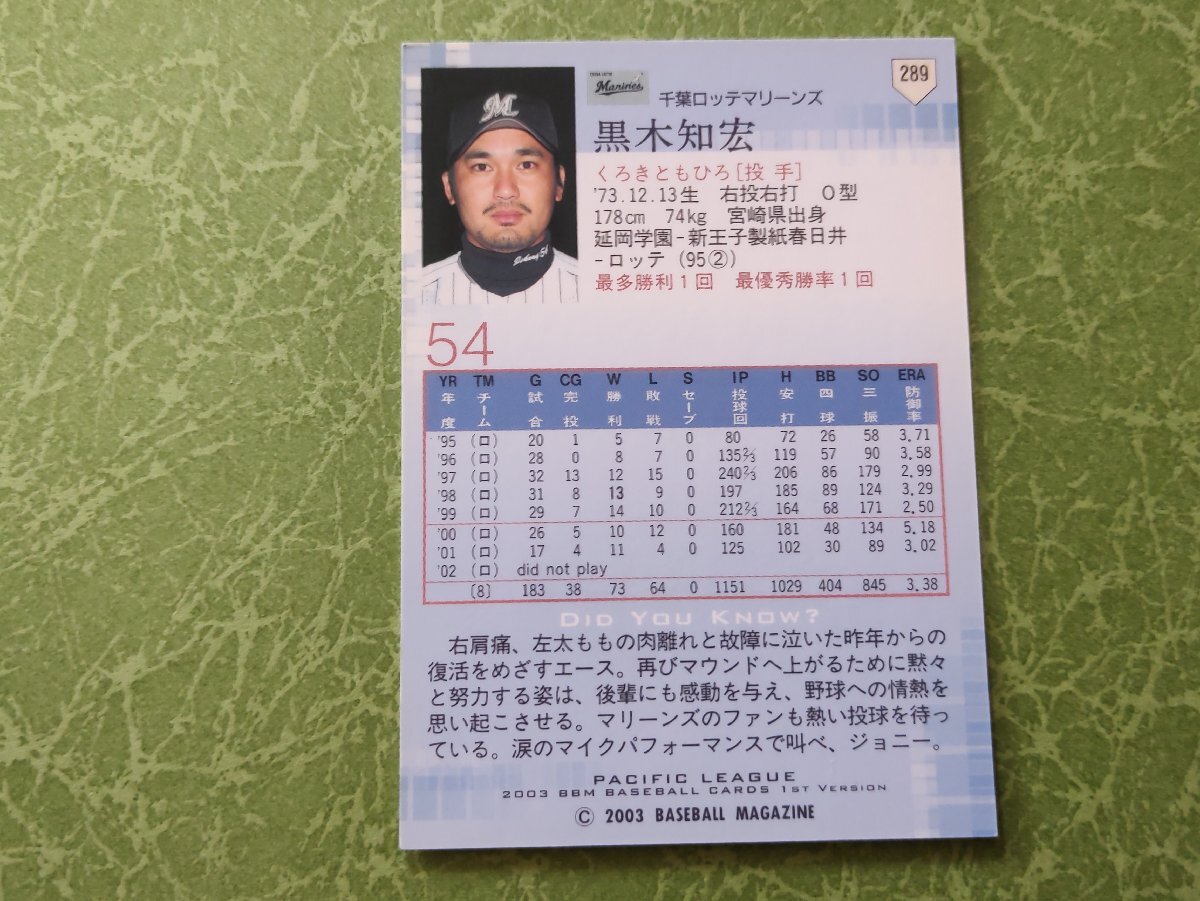 289
Marines
千葉ロッテマリーンズ
黒木知宏
くろきともひろ[投 手]
'73.12.13生 右投右打 O型
178cm 74kg 宮崎県出身
延岡学園-新王子製紙春日井
-ロッテ (95②)
最多勝利1回 最優秀勝率1回
Johnny 54
54
YR TM G CG W L S IP H BB SO ERA
年度 チーム 試合 完投 勝利 敗戦 セーブ 投球回 安打 四球 三振 防御率
'95 (ロ) 20 1 5 7 0 80 72 26 58 3.71
'96 (ロ) 28 0 8 7 0 135⅔ 119 57 90 3.58
'97 (ロ) 32 13 12 15 0 240⅔ 206 86 179 2.99
'98 (ロ) 31 8 13 9 0 197 185 89 124 3.29
'99 (ロ) 29 7 14 10 0 212⅔ 164 68 171 2.50
'00 (ロ) 26 5 10 12 0 160 181 48 134 5.18
'01 (ロ) 17 4 11 4 0 125 102 30 89 3.02
'02 (ロ) did not play
[8] 183 38 73 64 0 1151 1029 404 845 3.38
DID YOU KNOW?
右肩痛、左太ももの肉離れと故障に泣いた昨年からの
復活をめざすエース。再びマウンドへ上がるために黙々
と努力する姿は、後輩にも感動を与え、野球への情熱を
思い起こさせる。マリーンズのファンも熱い投球を待っ
ている。涙のマイクパフォーマンスで叫べ、ジョニー。
PACIFIC LEAGUE
2003 BBM BASEBALL CARDS 1ST VERSION
Ⓒ 2003 BASEBALL MAGAZINE